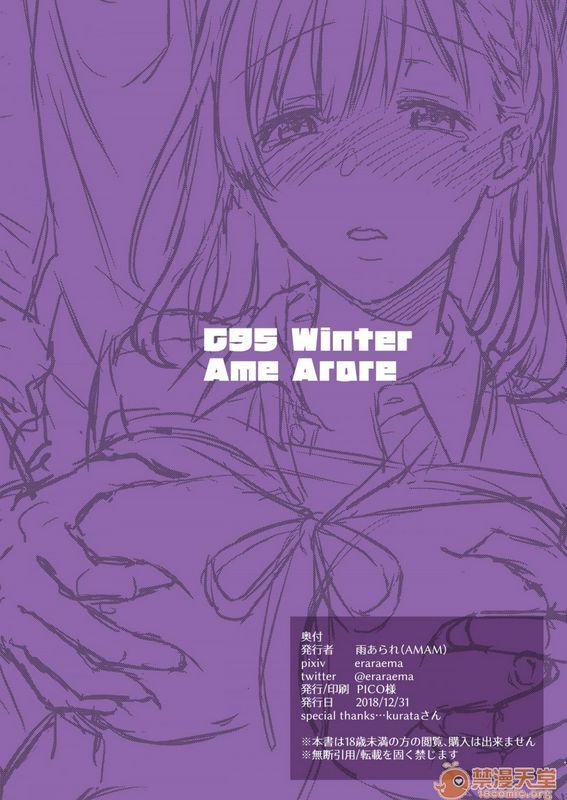 C95 Winter
Ame Arare
奥付
発行者 雨あられ(AMAM)
pixiv eraraema
twitter @eraraema
発行/印刷 PICO様
発行日 2018/12/31
special thanks…kurataさん
※本書は18歳未満の方の閲覧、購入は出来ません
※無断引用/転載を固く禁じます
禁漫天堂
18comic.org